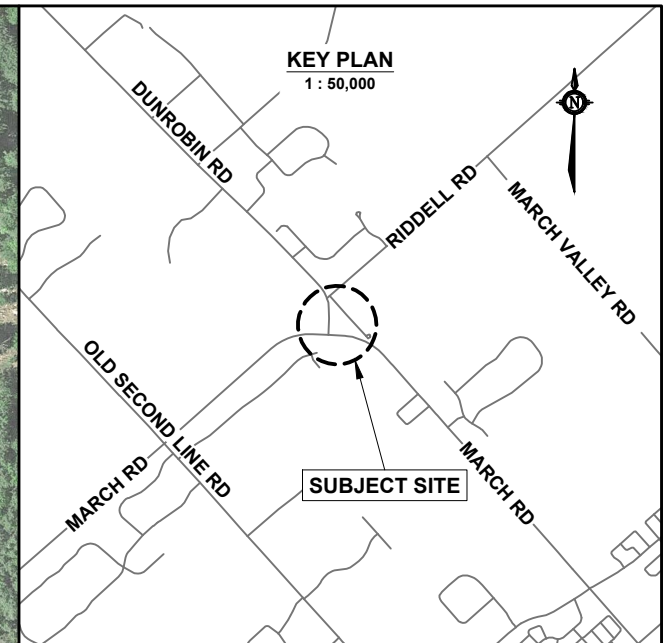 KEY PLAN
1 : 50,000
N
DUNROBIN RD
RIDDELL RD
MARCH VALLEY RD
OLD SECOND LINE RD
MARCH RD
MARCH RD
SUBJECT SITE